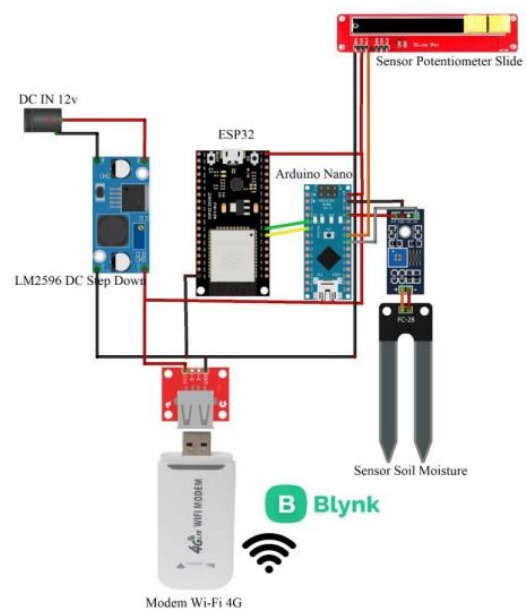 Sensor Potentiometer Slide
DC IN 12v
ESP32
Arduino Nano
LM2596 DC Step Down
FC-28
Sensor Soil Moisture
4G LTE WIFI MODEM
B Blynk
Modem Wi-Fi 4G